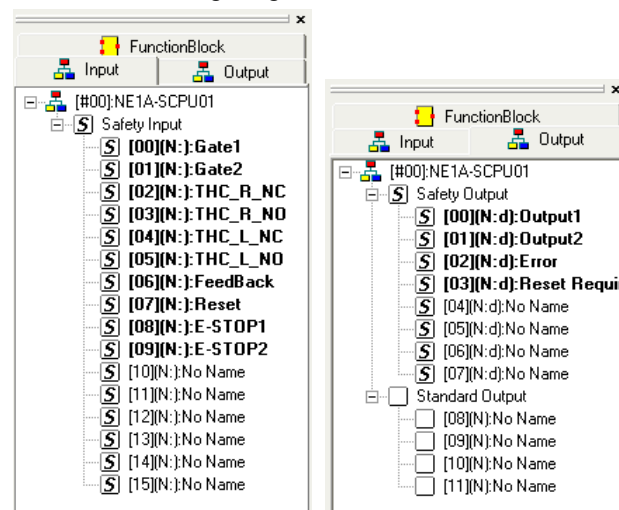 FunctionBlock
Input
Output
[#00]:NE1A-SCPU01
Safety Input
[00](N:):Gate1
[01](N:):Gate2
[02](N:):THC_R_NC
[03](N:):THC_R_NO
[04](N:):THC_L_NC
[05](N:):THC_L_NO
[06](N:):FeedBack
[07](N:):Reset
[08](N:):E-STOP1
[09](N:):E-STOP2
[10](N:):No Name
[11](N:):No Name
[12](N:):No Name
[13](N:):No Name
[14](N:):No Name
[15](N:):No Name
FunctionBlock
Input
Output
[#00]:NE1A-SCPU01
Safety Output
[00](N:d):Output1
[01](N:d):Output2
[02](N:d):Error
[03](N:d):Reset Requi
[04](N:d):No Name
[05](N:d):No Name
[06](N:d):No Name
[07](N:d):No Name
Standard Output
[08](N):No Name
[09](N):No Name
[10](N):No Name
[11](N):No Name